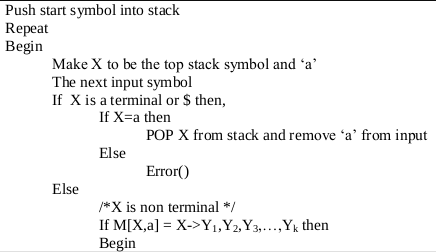 Push start symbol into stack
Repeat
Begin
Make X to be the top stack symbol and ‘a’
The next input symbol
If  X is a terminal or $ then,
If X=a then
POP X from stack and remove ‘a’ from input
Else
Error()
Else
/*X is non terminal */
If M[X,a] = X->Y₁,Y₂,Y₃,…,Yₖ then
Begin